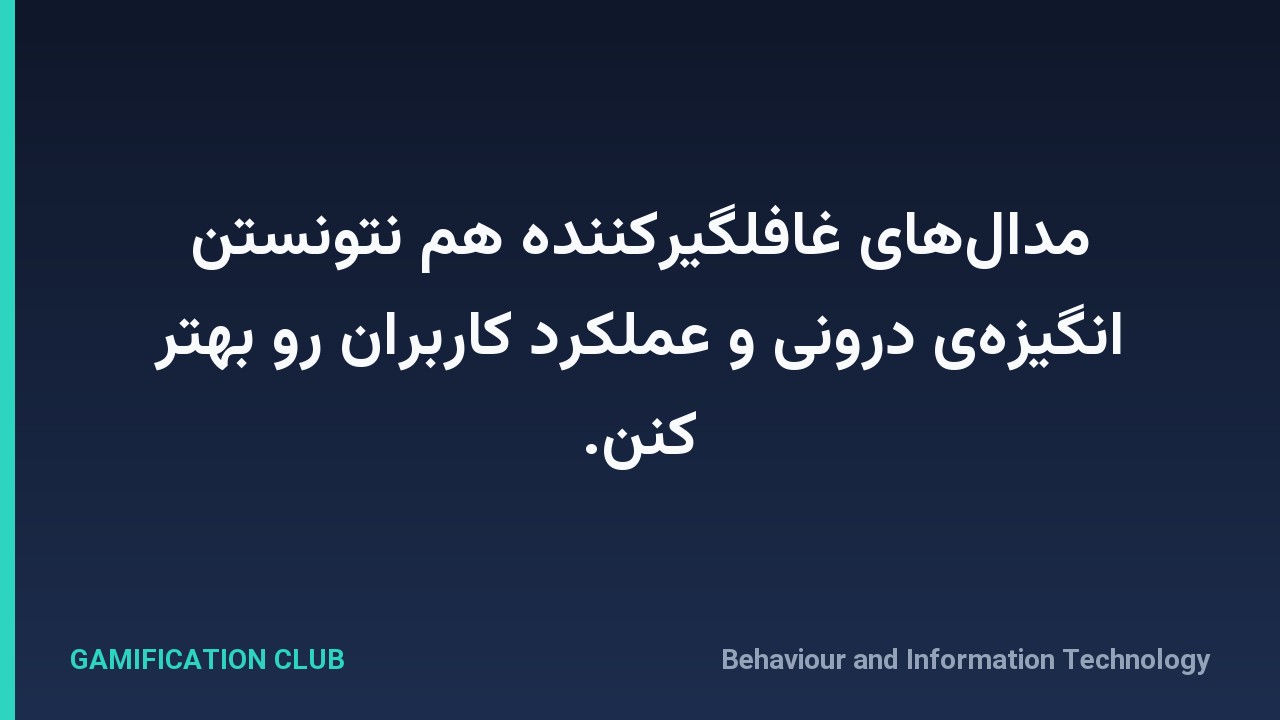 مدال‌های غافلگیرکننده هم نتونستن
انگیزه‌ی درونی و عملکرد کاربران رو بهتر
کنن.
GAMIFICATION CLUB
Behaviour and Information Technology